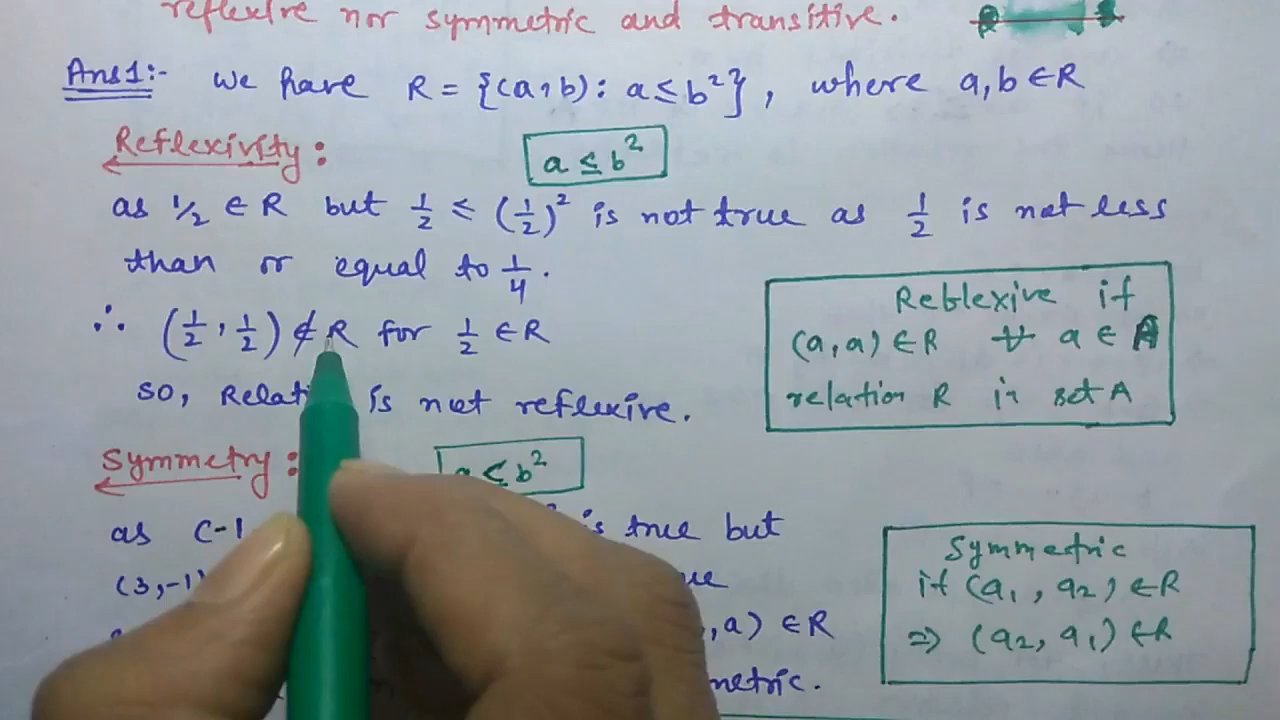 reflexive nor symmetric and transitive.
Ans1:- we have R = {(a,b): a ≤ b²}, where a,b ∈ R
Reflexivity:
a ≤ b²
as 1/2 ∈ R but 1/2 ≤ (1/2)² is not true as 1/2 is not less
than or equal to 1/4.
∴ (1/2, 1/2) ∉ R for 1/2 ∈ R
so, Relati is not reflexive.
Reflexive if
(a,a) ∈ R ∀ a ∈ A
relation R in set A
Symmetry:
≤ b²
as (-1 is true but
(3,-1)
,a) ∈ R
metric.
Symmetric
if (a₁, a₂) ∈ R
⇒ (a₂, a₁) ∈ R